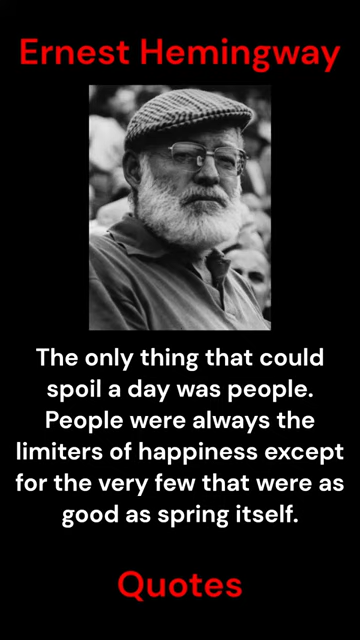 Ernest Hemingway
The only thing that could
spoil a day was people.
People were always the
limiters of happiness except
for the very few that were as
good as spring itself.
Quotes